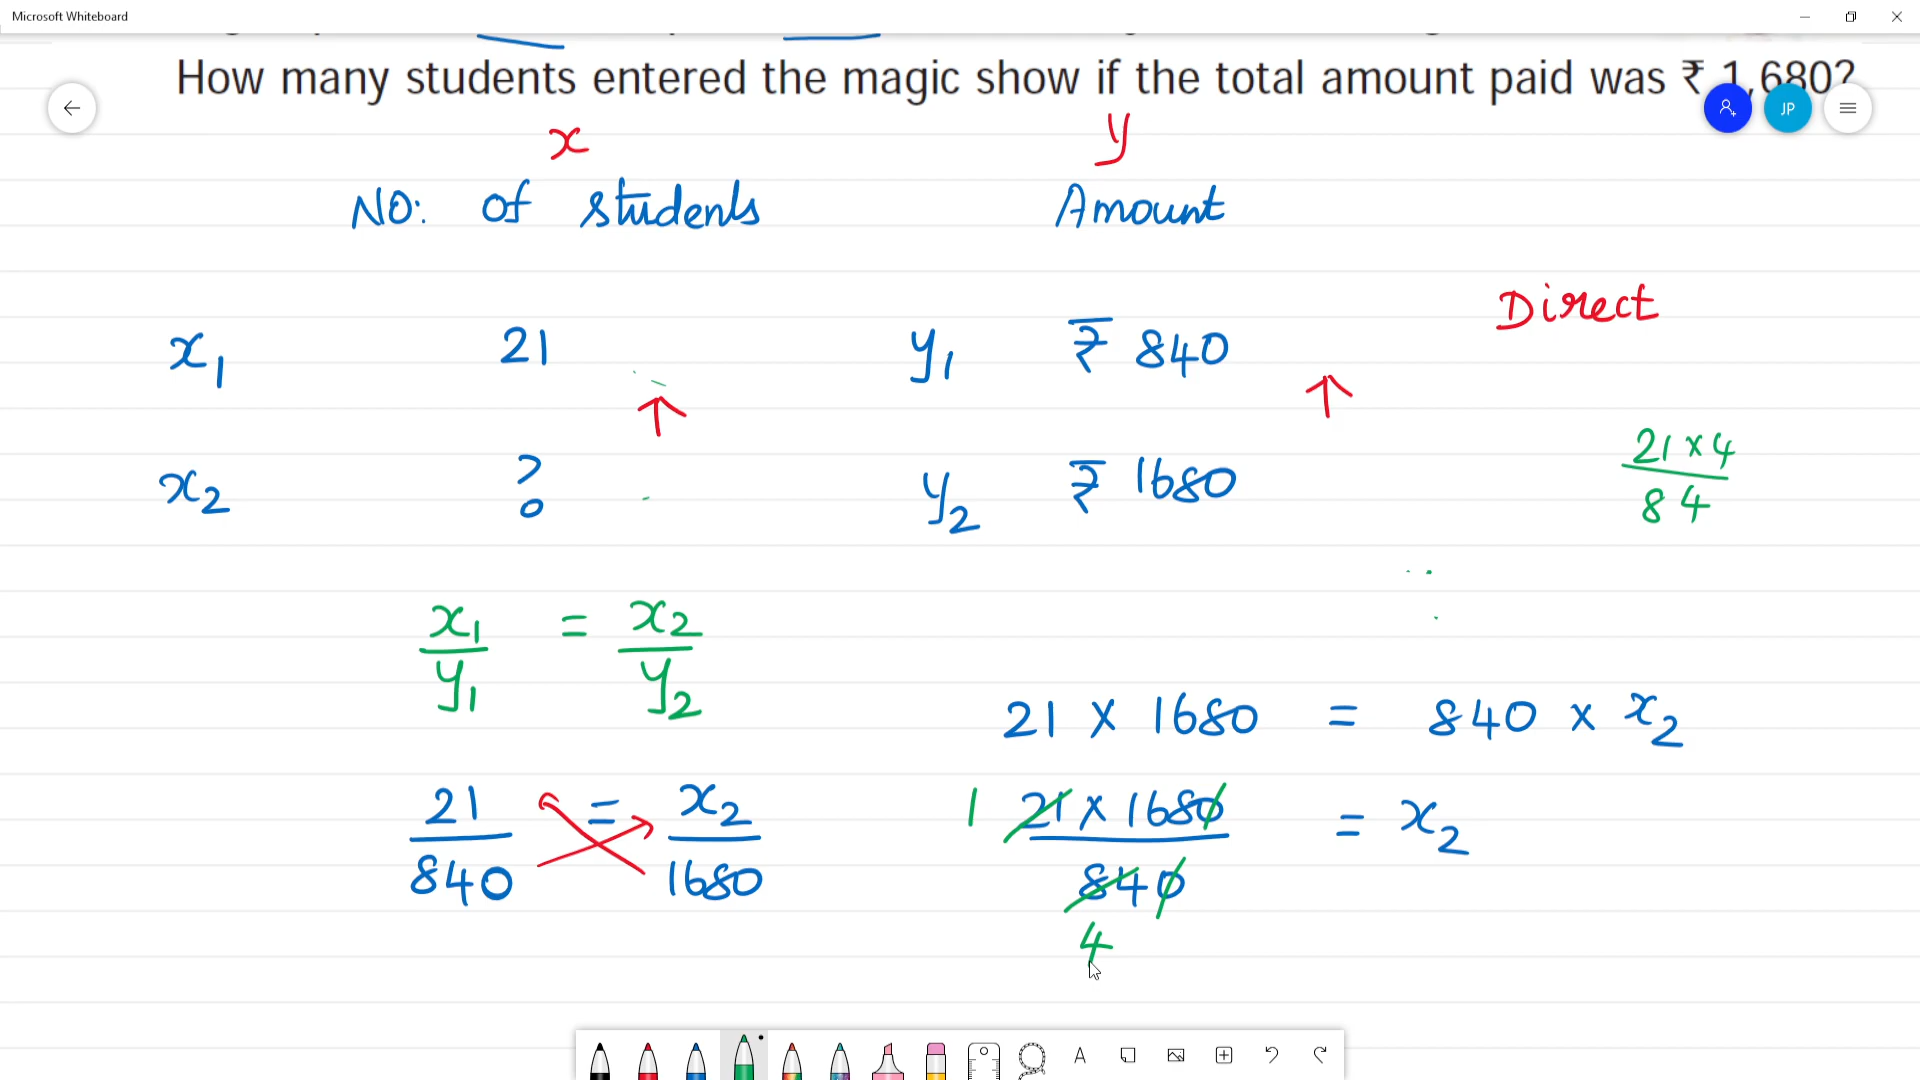 Microsoft Whiteboard
How many students entered the magic show if the total amount paid was ₹ 1,680?
JP
x y
NO: of students Amount
Direct
x1 21 y1 ₹ 840
x2 ? y2 ₹ 1680
21 × 4
84
x1 = x2
y1 y2
21 × 1680 = 840 × x2
21 = x2
840 1680
1 21 × 1680 = x2
840
4
A